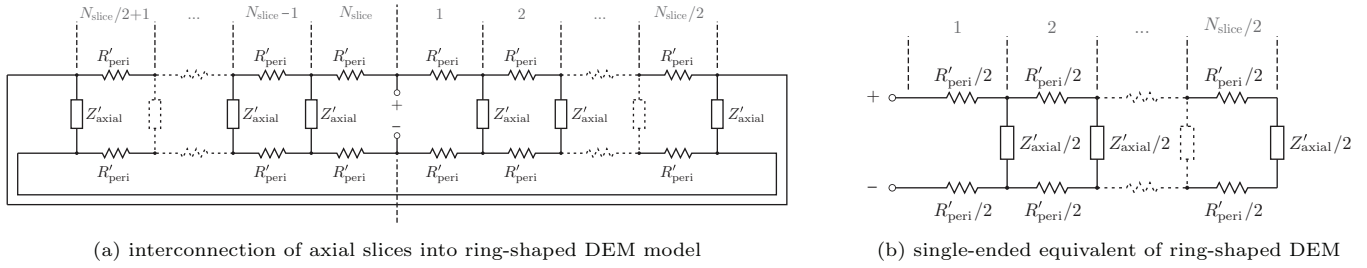 N_slice/2+1 ... N_slice−1 N_slice 1 2 ... N_slice/2
R′_peri R′_peri R′_peri R′_peri R′_peri R′_peri
+
Z′_axial Z′_axial Z′_axial Z′_axial Z′_axial Z′_axial
−
R′_peri R′_peri R′_peri R′_peri R′_peri R′_peri
(a) interconnection of axial slices into ring-shaped DEM model
1 2 ... N_slice/2
R′_peri/2 R′_peri/2 R′_peri/2
+
Z′_axial/2 Z′_axial/2 Z′_axial/2
−
R′_peri/2 R′_peri/2 R′_peri/2
(b) single-ended equivalent of ring-shaped DEM